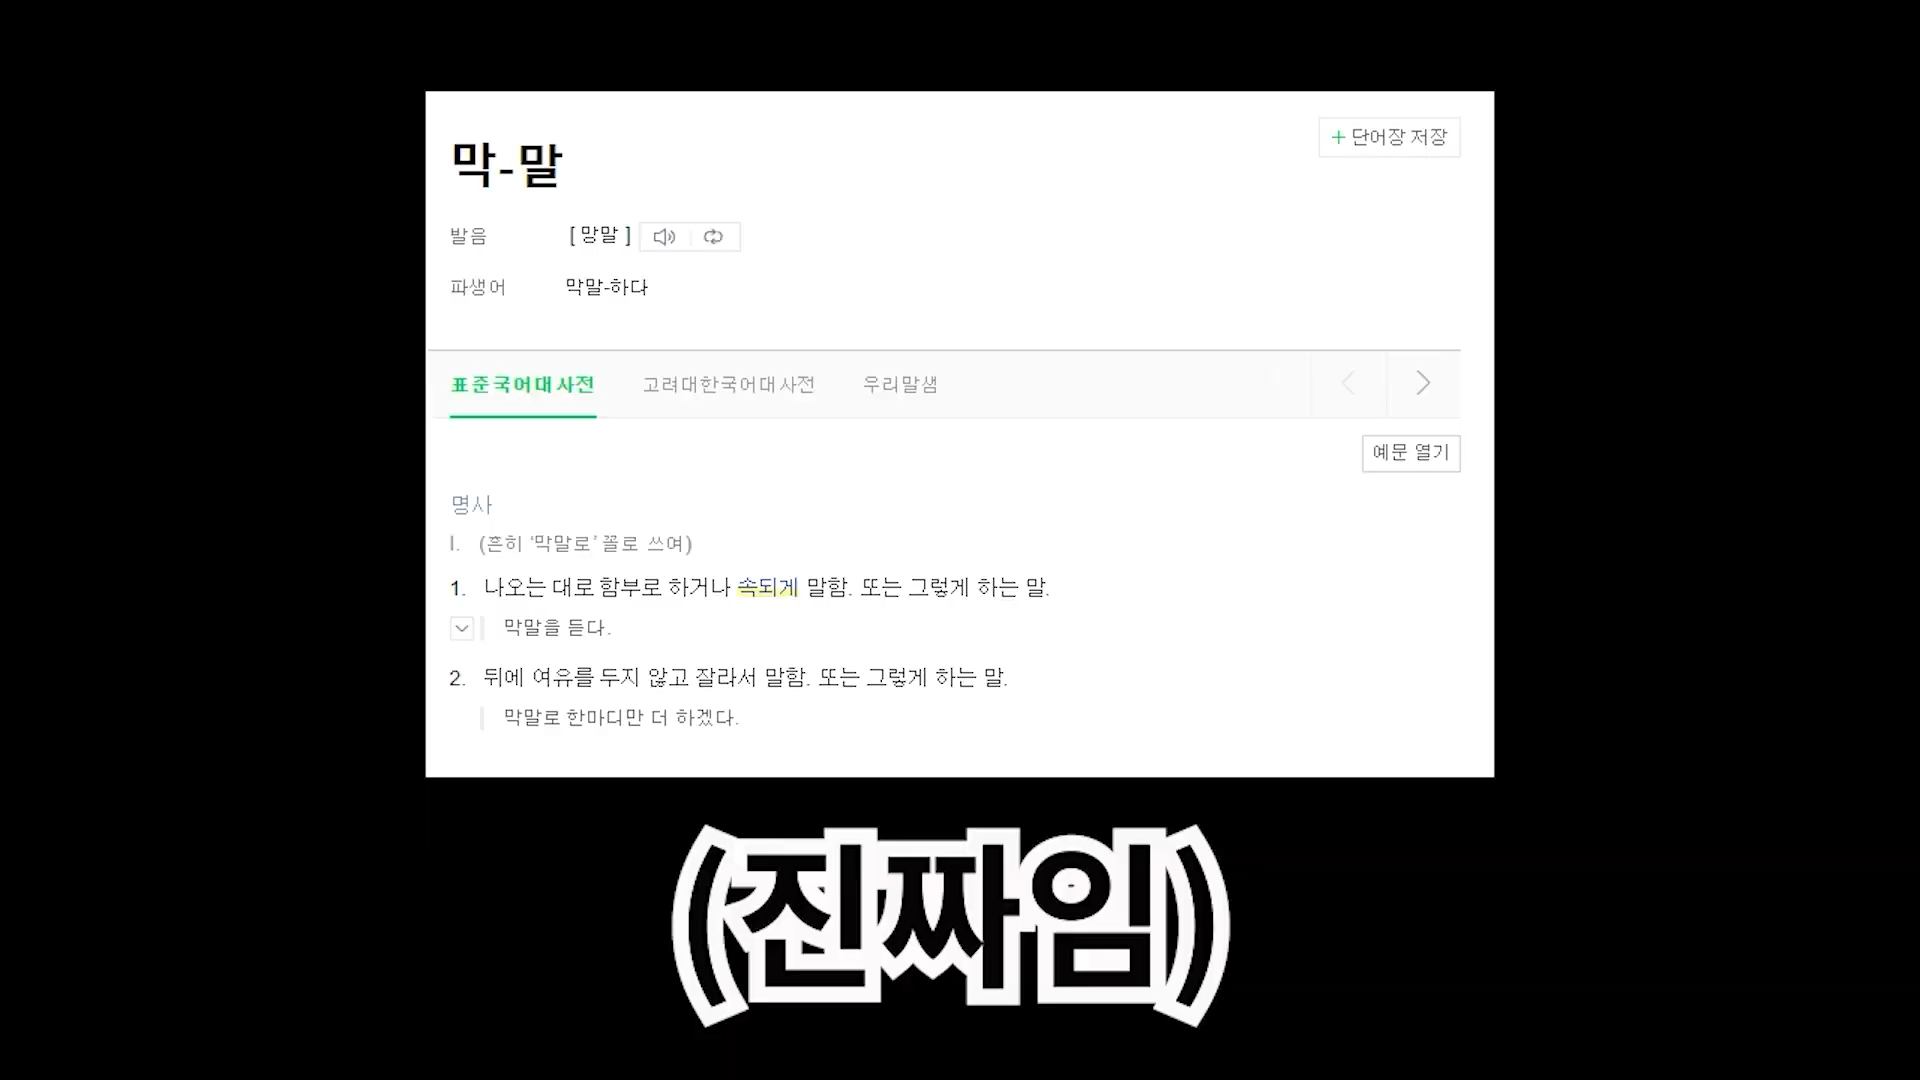 막-말
+ 단어장 저장
발음 [ 망말 ]
파생어 막말-하다
표준국어대사전 고려대한국어대사전 우리말샘
예문 열기
명사
I. (흔히 ‘막말로’ 꼴로 쓰여)
1. 나오는 대로 함부로 하거나 속되게 말함. 또는 그렇게 하는 말.
막말을 듣다.
2. 뒤에 여유를 두지 않고 잘라서 말함. 또는 그렇게 하는 말.
막말로 한마디만 더 하겠다.
(진짜임)